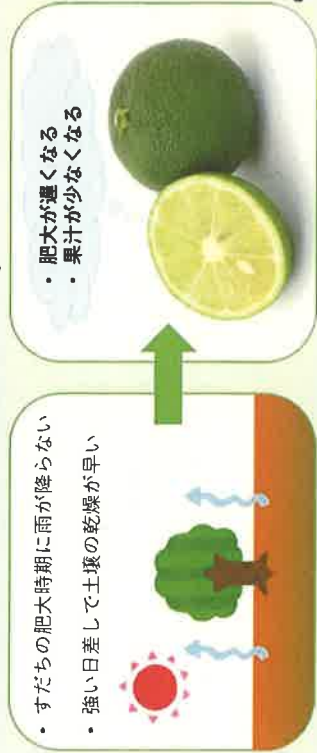 ・すだちの肥大時期に雨が降らない
・強い日差しで土壌の乾燥が早い
・肥大が遅くなる
・果汁が少なくなる